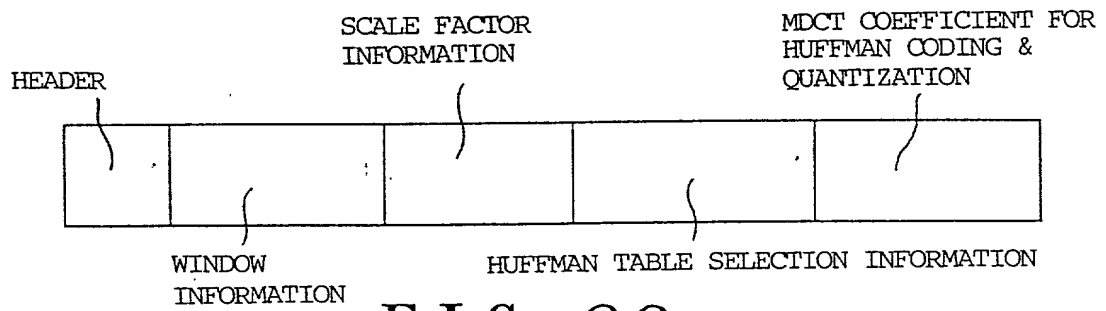 SCALE FACTOR
INFORMATION
MDCT COEFFICIENT FOR
HUFFMAN CODING &
QUANTIZATION
HEADER
WINDOW
INFORMATION
HUFFMAN TABLE SELECTION INFORMATION